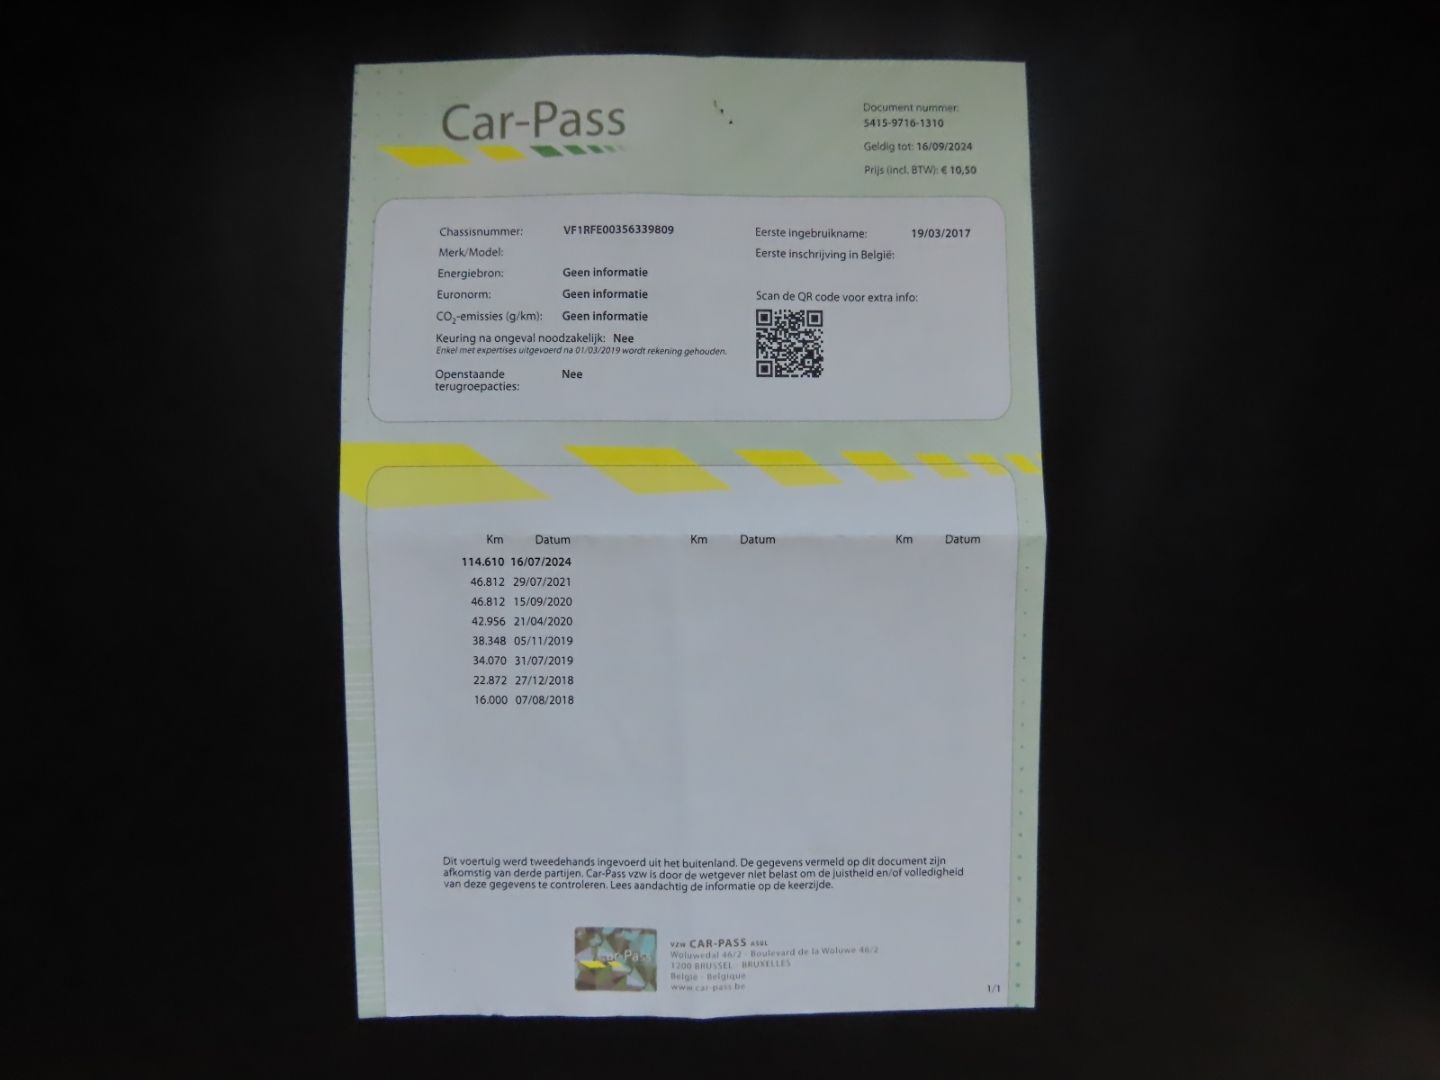 Car-Pass
Document nummer:
5415-9716-1310
Geldig tot: 16/09/2024
Prijs (incl. BTW): € 10,50
Chassisnummer: VF1RFE00356339809
Merk/Model:
Energiebron: Geen informatie
Euronorm: Geen informatie
CO2-emissies (g/km): Geen informatie
Keuring na ongeval noodzakelijk: Nee
Enkel met expertises uitgevoerd na 01/03/2019 wordt rekening gehouden.
Openstaande terugroepacties: Nee
Eerste ingebruikname: 19/03/2017
Eerste inschrijving in België:
Scan de QR code voor extra info:
Km Datum Km Datum Km Datum
114.610 16/07/2024
46.812 29/07/2021
46.812 15/09/2020
42.956 21/04/2020
38.348 05/11/2019
34.070 31/07/2019
22.872 27/12/2018
16.000 07/08/2018
Dit voertuig werd tweedehands ingevoerd uit het buitenland. De gegevens vermeld op dit document zijn
afkomstig van derde partijen. Car-Pass vzw is door de wetgever niet belast om de juistheid en/of volledigheid
van deze gegevens te controleren. Lees aandachtig de informatie op de keerzijde.
Car-Pass
vzw CAR-PASS asbl
Woluwedal 46/2 - Boulevard de la Woluwe 46/2
1200 BRUSSEL - BRUXELLES
België - Belgique
www.car-pass.be
1/1